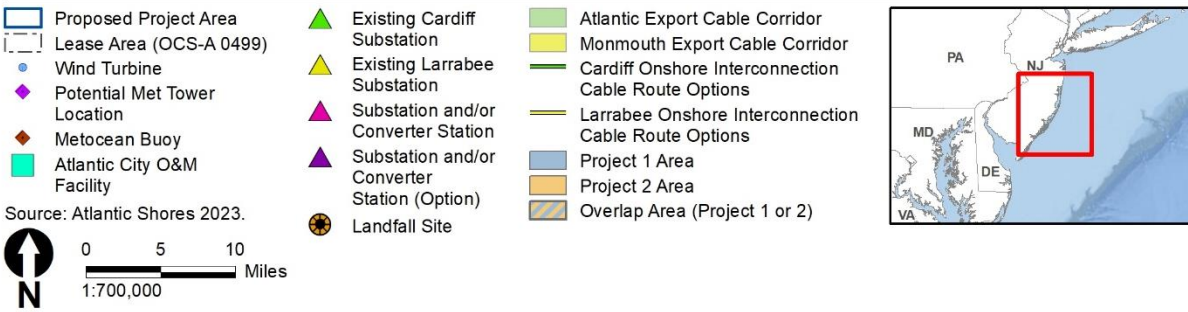 Proposed Project Area
Lease Area (OCS-A 0499)
Wind Turbine
Potential Met Tower
Location
Metocean Buoy
Atlantic City O&M
Facility
Source: Atlantic Shores 2023.
N
0 5 10
Miles
1:700,000
Existing Cardiff
Substation
Existing Larrabee
Substation
Substation and/or
Converter Station
Substation and/or
Converter
Station (Option)
Landfall Site
Atlantic Export Cable Corridor
Monmouth Export Cable Corridor
Cardiff Onshore Interconnection
Cable Route Options
Larrabee Onshore Interconnection
Cable Route Options
Project 1 Area
Project 2 Area
Overlap Area (Project 1 or 2)
PA
NJ
MD
DE
VA